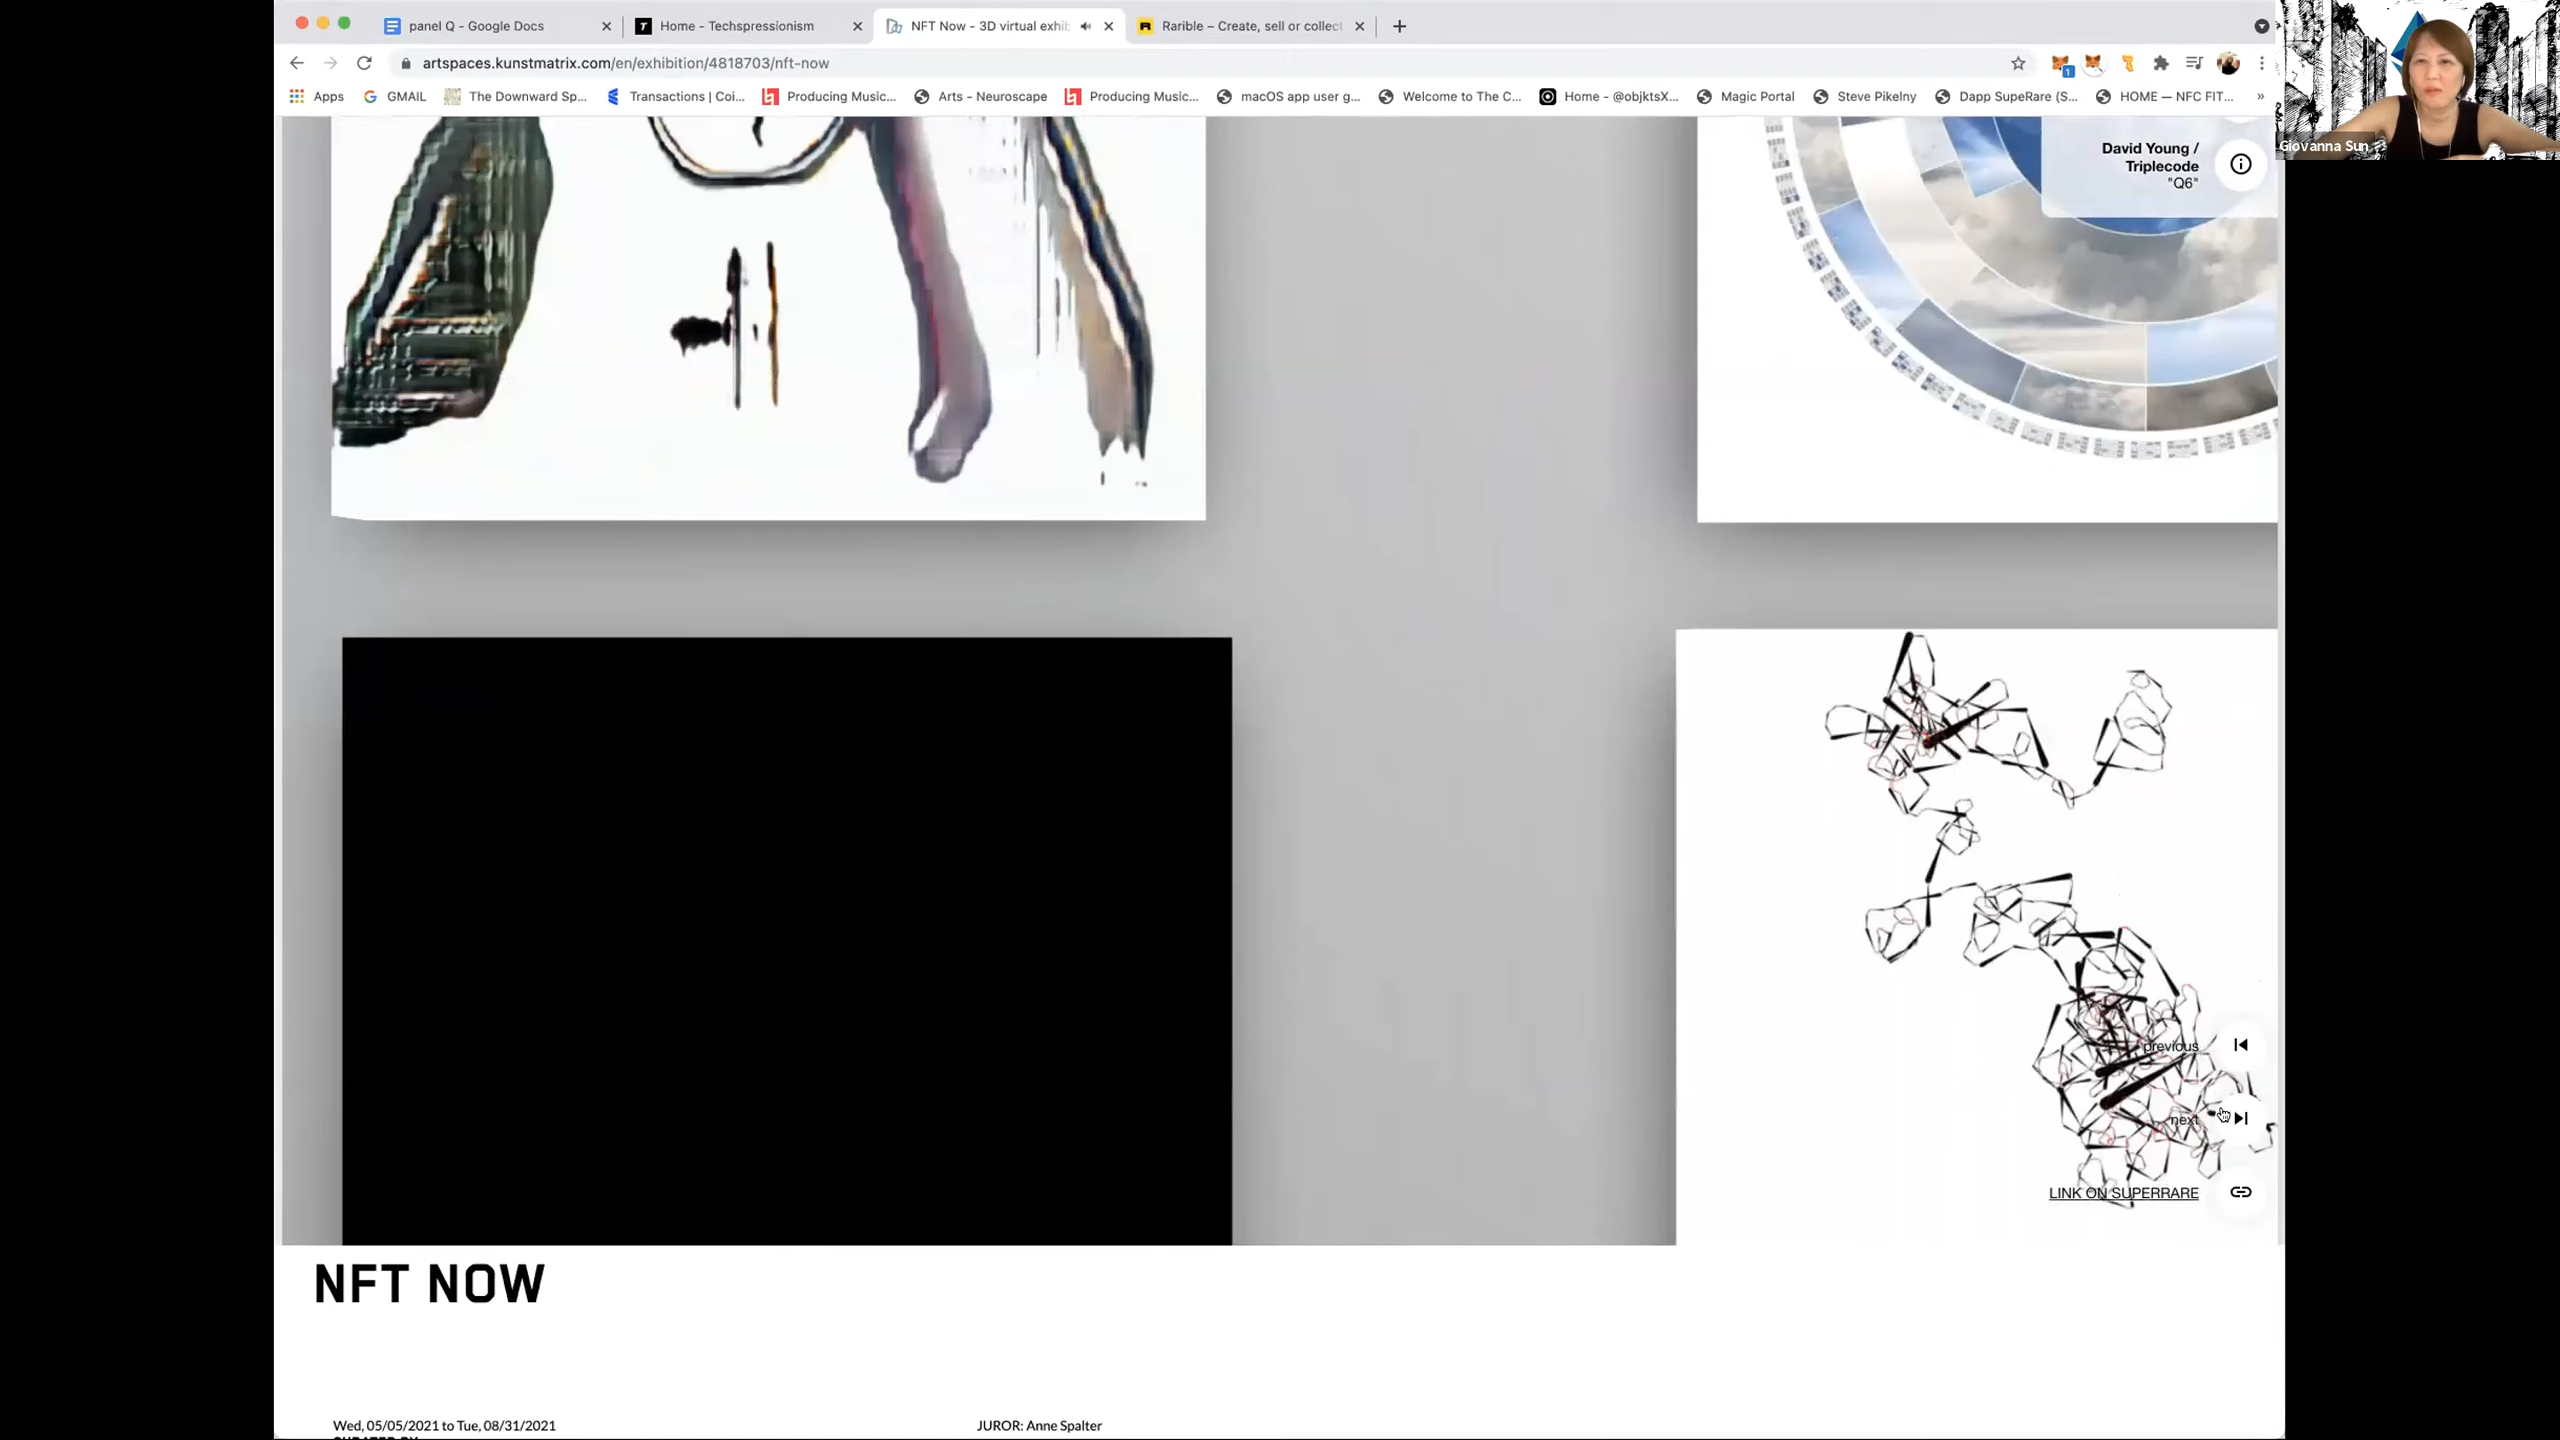 panel Q - Google Docs
Home - Techspressionism
NFT Now - 3D virtual exhib
Rarible – Create, sell or collect
artspaces.kunstmatrix.com/en/exhibition/4818703/nft-now
1
Apps
GMAIL
The Downward Sp...
Transactions | Coi...
Producing Music...
Arts - Neuroscape
Producing Music...
macOS app user g...
Welcome to The C...
Home - @objktsX...
Magic Portal
Steve Pikelny
Dapp SupeRare (S...
HOME — NFC FIT...
»
Giovanna Sun
David Young /
Triplecode
"Q6"
previous
next
LINK ON SUPERRARE
NFT NOW
Wed, 05/05/2021 to Tue, 08/31/2021
JUROR: Anne Spalter